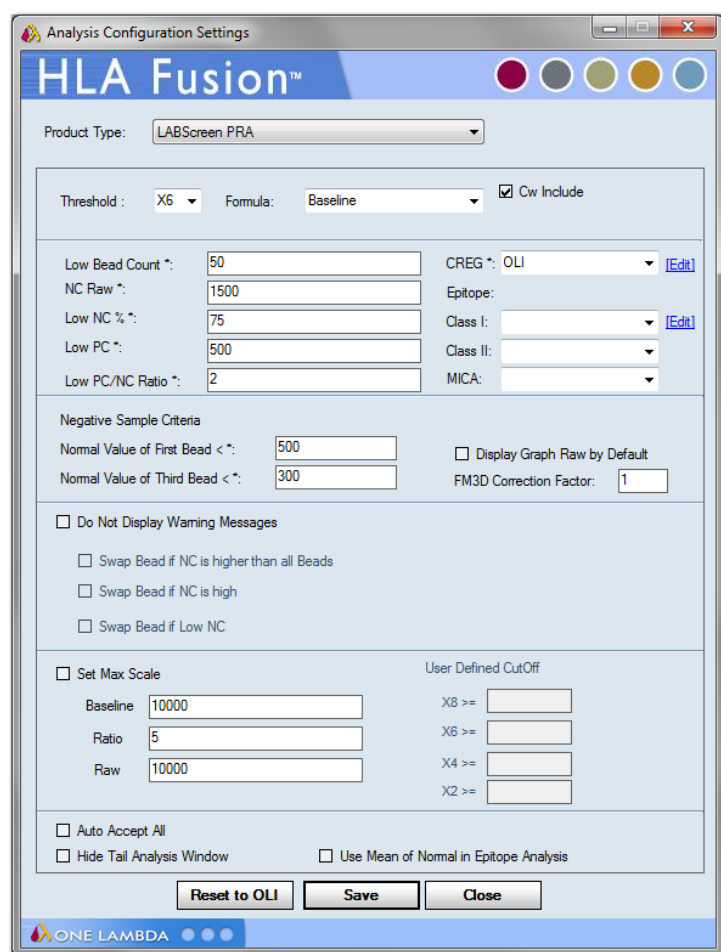 Analysis Configuration Settings
HLA Fusion™
Product Type: LABScreen PRA
Threshold : X6 Formula: Baseline Cw Include
Low Bead Count *: 50 CREG *: OLI [Edit]
NC Raw *: 1500 Epitope:
Low NC % *: 75 Class I: [Edit]
Low PC *: 500 Class II:
Low PC/NC Ratio *: 2 MICA:
Negative Sample Criteria
Normal Value of First Bead < *: 500 Display Graph Raw by Default
Normal Value of Third Bead < *: 300 FM3D Correction Factor: 1
Do Not Display Warning Messages
Swap Bead if NC is higher than all Beads
Swap Bead if NC is high
Swap Bead if Low NC
Set Max Scale User Defined CutOff
Baseline 10000 X8 >=
Ratio 5 X6 >=
Raw 10000 X4 >=
X2 >=
Auto Accept All
Hide Tail Analysis Window Use Mean of Normal in Epitope Analysis
Reset to OLI Save Close
ONE LAMBDA